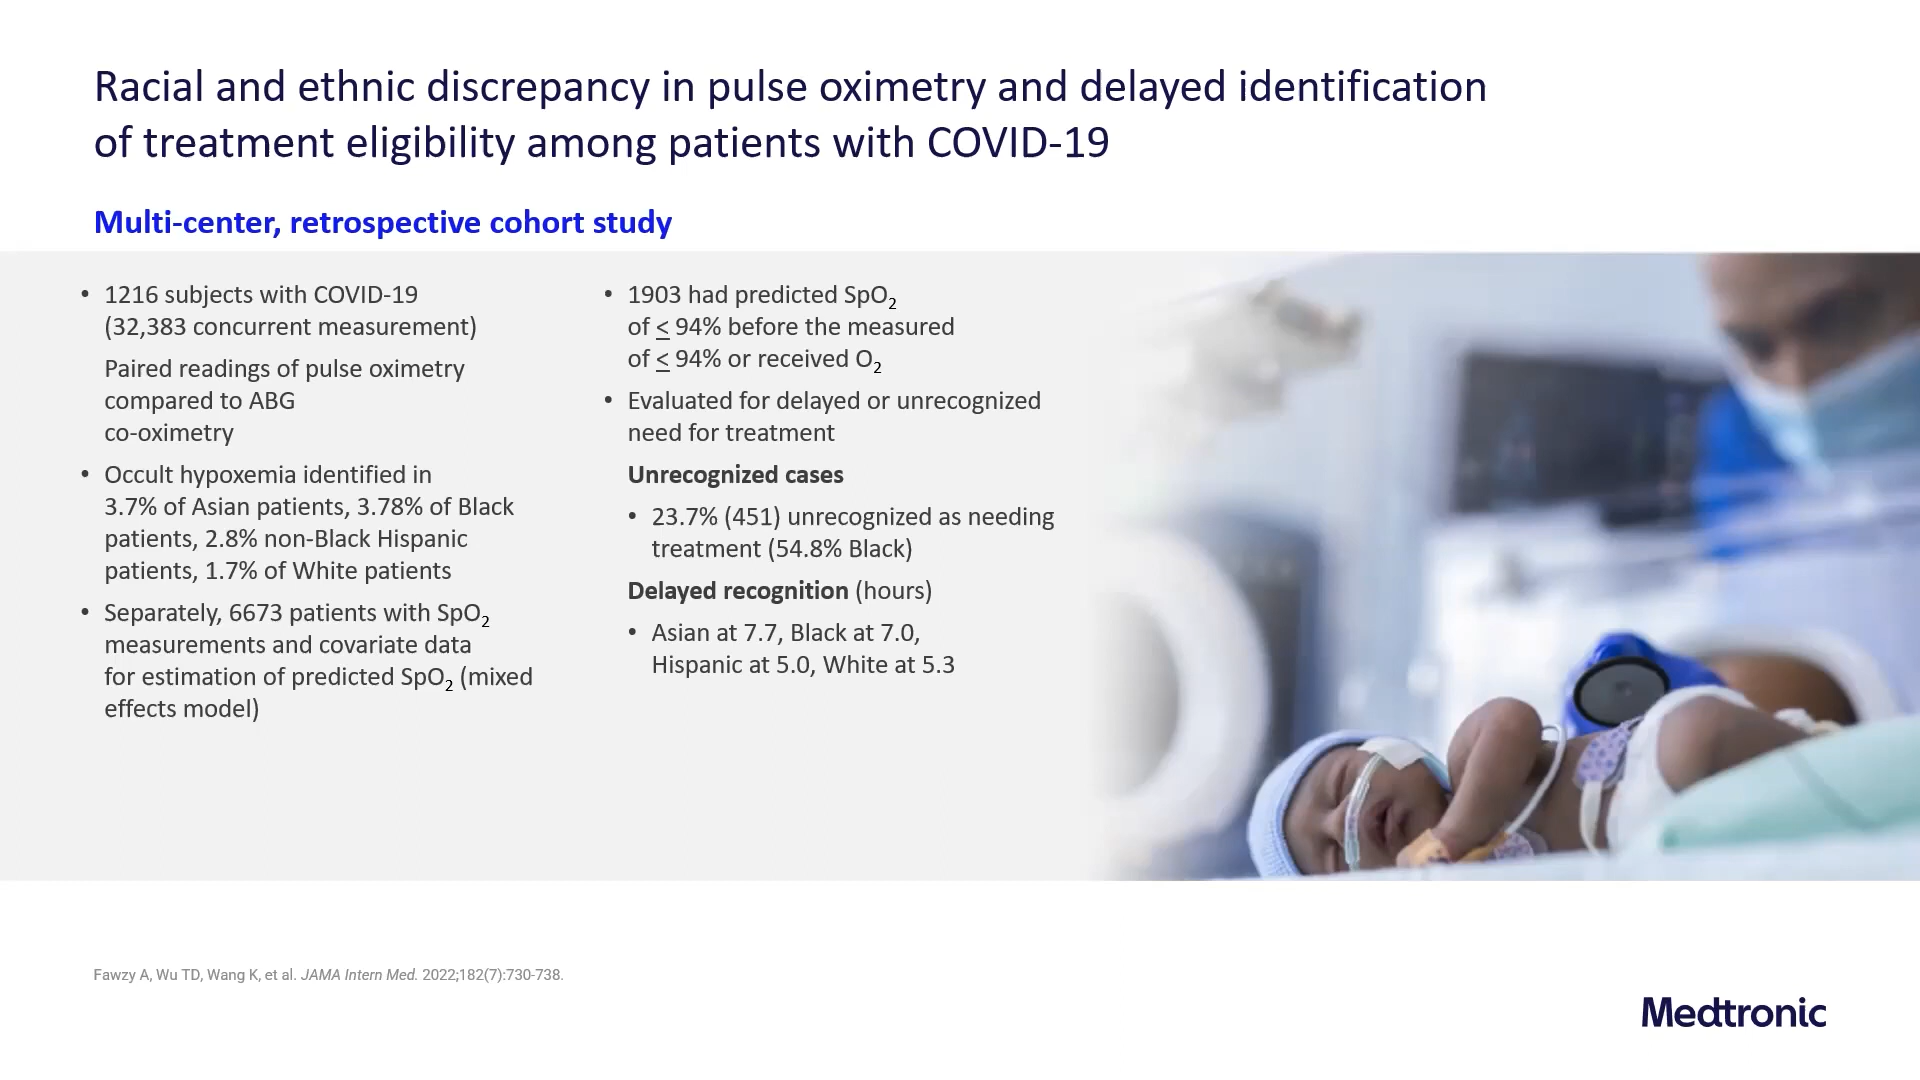 Racial and ethnic discrepancy in pulse oximetry and delayed identification
of treatment eligibility among patients with COVID-19
Multi-center, retrospective cohort study
• 1216 subjects with COVID-19
(32,383 concurrent measurement)
Paired readings of pulse oximetry
compared to ABG
co-oximetry
• Occult hypoxemia identified in
3.7% of Asian patients, 3.78% of Black
patients, 2.8% non-Black Hispanic
patients, 1.7% of White patients
• Separately, 6673 patients with SpO₂
measurements and covariate data
for estimation of predicted SpO₂ (mixed
effects model)
• 1903 had predicted SpO₂
of ≤ 94% before the measured
of ≤ 94% or received O₂
• Evaluated for delayed or unrecognized
need for treatment
Unrecognized cases
• 23.7% (451) unrecognized as needing
treatment (54.8% Black)
Delayed recognition (hours)
• Asian at 7.7, Black at 7.0,
Hispanic at 5.0, White at 5.3
Fawzy A, Wu TD, Wang K, et al. JAMA Intern Med. 2022;182(7):730-738.
Medtronic